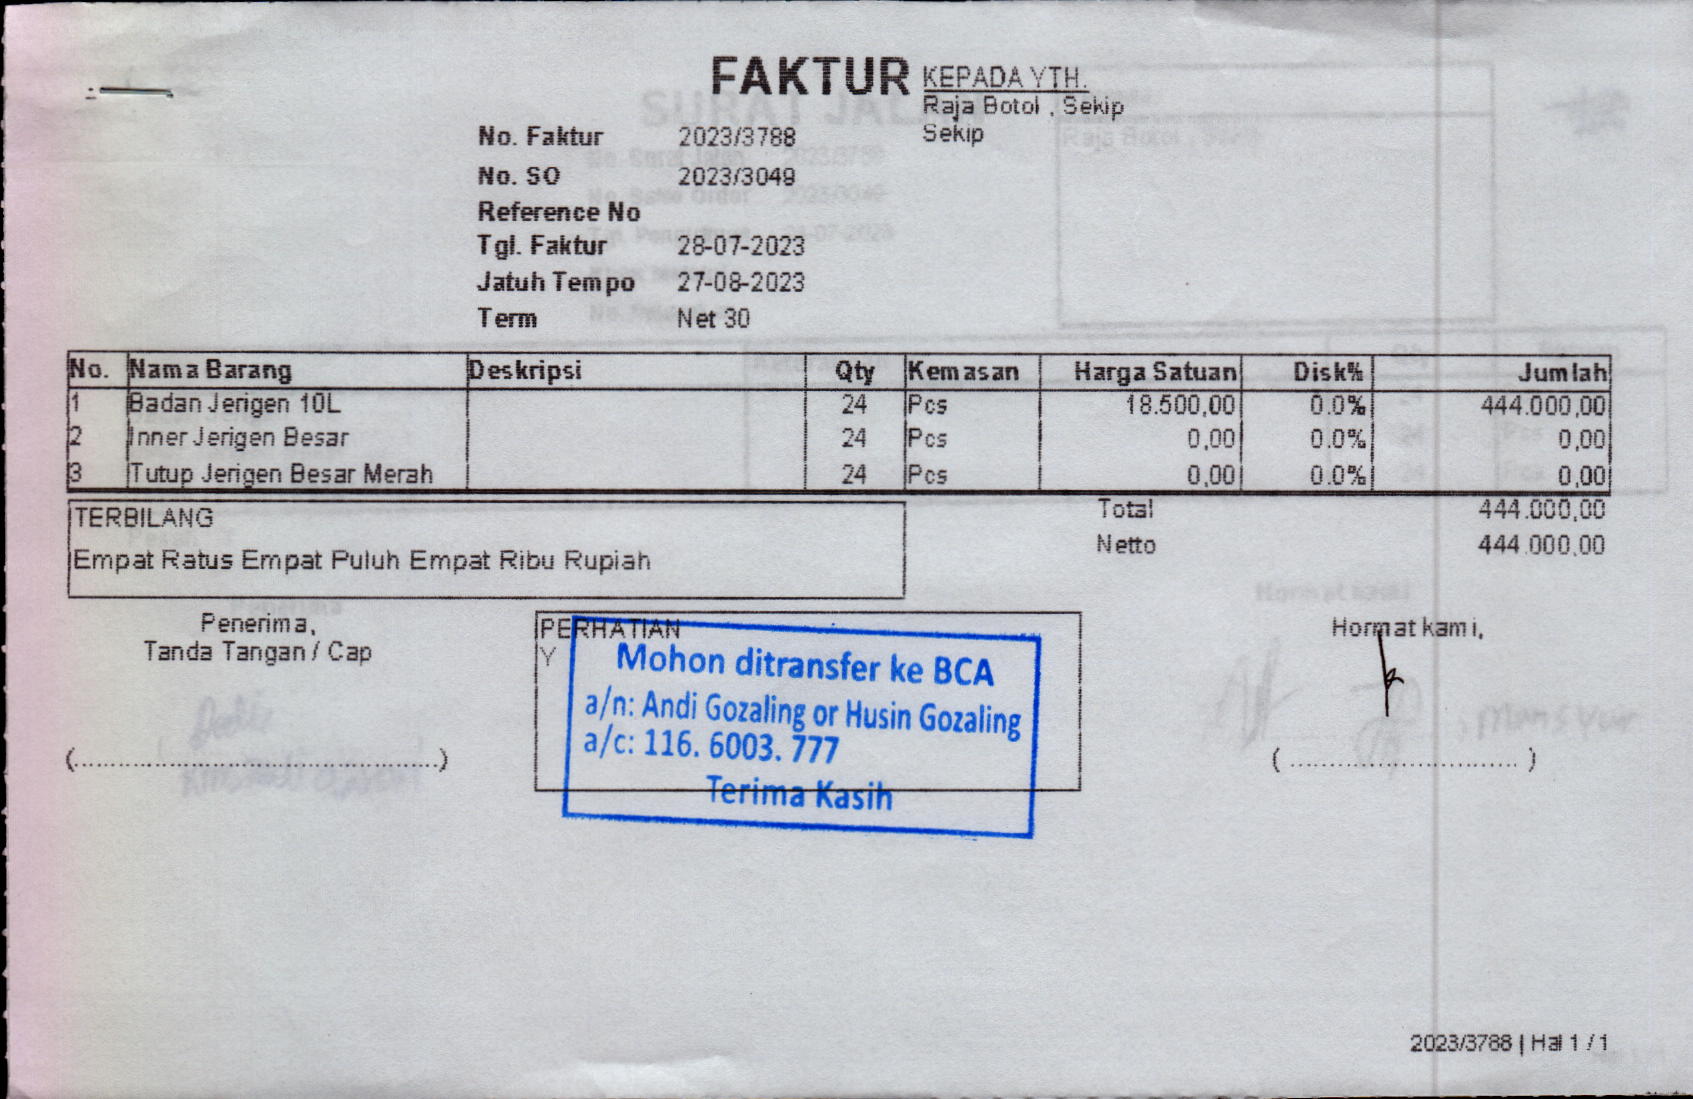 FAKTUR
KEPADA YTH.
Raja Botol , Sekip
Sekip
No. Faktur 2023/3788
No. SO 2023/3049
Reference No
Tgl. Faktur 28-07-2023
Jatuh Tempo 27-08-2023
Term Net 30
No. Nama Barang Deskripsi Qty Kemasan Harga Satuan Disk% Jumlah
1 Badan Jerigen 10L 24 Pcs 18.500,00 0.0% 444.000,00
2 Inner Jerigen Besar 24 Pcs 0,00 0.0% 0,00
3 Tutup Jerigen Besar Merah 24 Pcs 0,00 0.0% 0,00
Total 444.000,00
Netto 444.000,00
TERBILANG
Empat Ratus Empat Puluh Empat Ribu Rupiah
Penerima,
Tanda Tangan / Cap
(....................................)
PERHATIAN
Y
Mohon ditransfer ke BCA
a/n: Andi Gozaling or Husin Gozaling
a/c: 116. 6003. 777
Terima Kasih
Hormat kami,
( ............................ )
2023/3788 | Hal 1 / 1